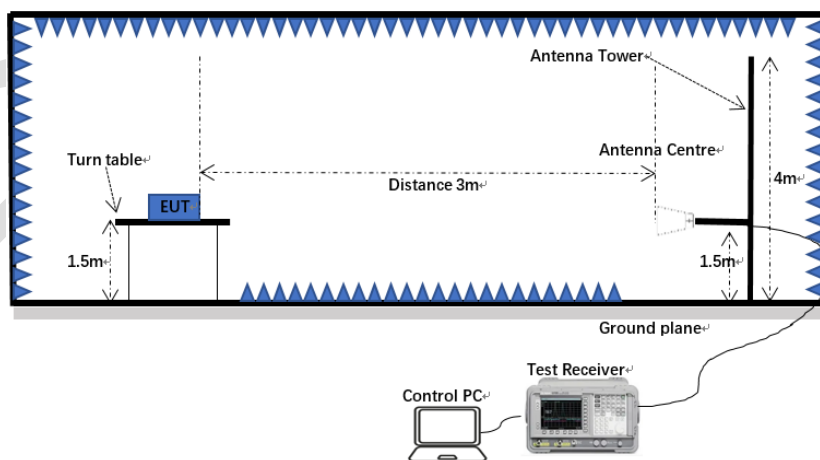 Antenna Tower
Antenna Centre
Turn table
Distance 3m
4m
EUT
1.5m
1.5m
Ground plane
Test Receiver
Control PC